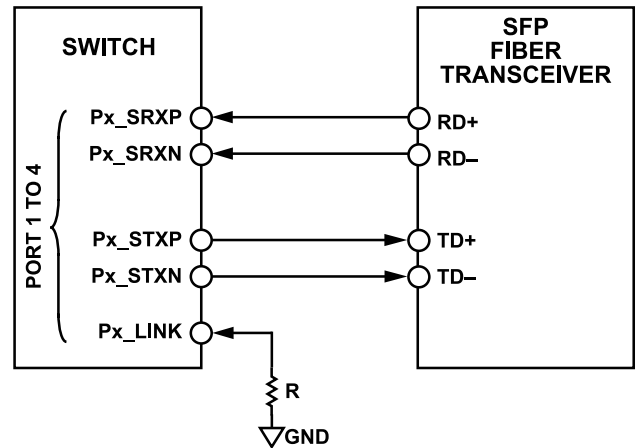 SWITCH
PORT 1 TO 4
Px_SRXP
Px_SRXN
Px_STXP
Px_STXN
Px_LINK
R
GND
SFP
FIBER
TRANSCEIVER
RD+
RD–
TD+
TD–